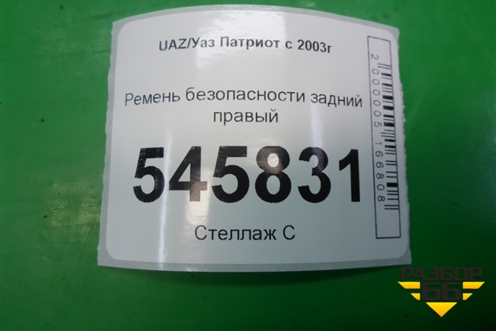 UAZ/Уаз Патриот с 2003г
Ремень безопасности задний
правый
545831
Стеллаж С
2000005166808
РАЗБОР
66